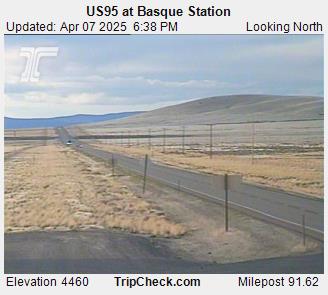 US95 at Basque Station
Updated: Apr 07 2025 6:38 PM Looking North
Elevation 4460 TripCheck.com Milepost 91.62